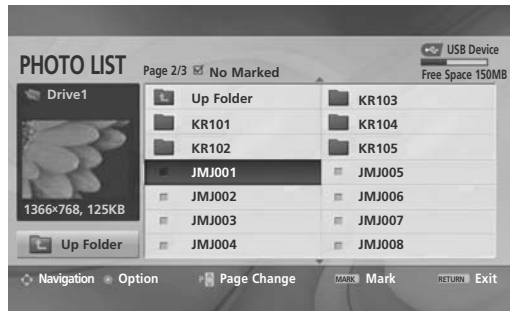 USB Device
PHOTO LIST
Page 2/3 No Marked
Free Space 150MB
Drive1
1366×768, 125KB
Up Folder
Up Folder
KR101
KR102
JMJ001
JMJ002
JMJ003
JMJ004
KR103
KR104
KR105
JMJ005
JMJ006
JMJ007
JMJ008
Navigation Option P Page Change MARK Mark RETURN Exit